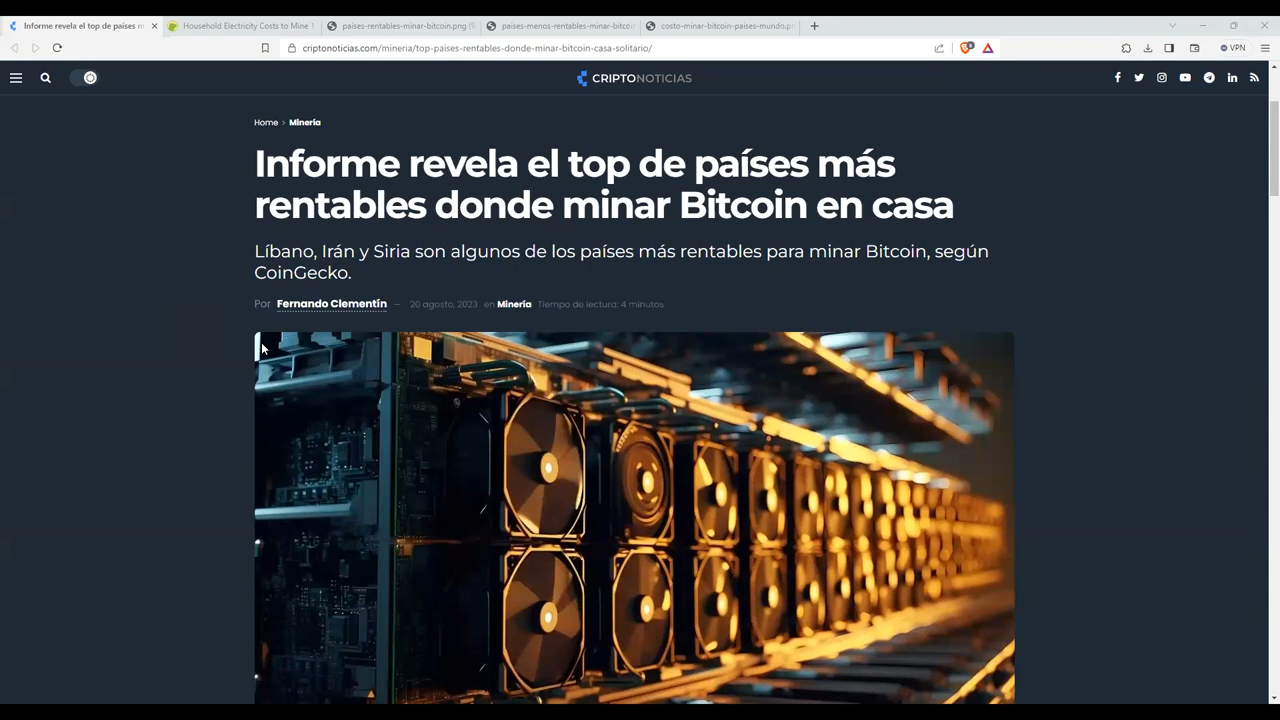 Informe revela el top de países m
Household Electricity Costs to Mine 1
paises-rentables-minar-bitcoin.png (9
paises-menos-rentables-minar-bitcoin
costo-minar-bitcoin-paises-mundo.pn
criptonoticias.com/mineria/top-paises-rentables-donde-minar-bitcoin-casa-solitario/
VPN
CRIPTONOTICIAS
Home > Minería
Informe revela el top de países más
rentables donde minar Bitcoin en casa
Líbano, Irán y Siria son algunos de los países más rentables para minar Bitcoin, según
CoinGecko.
Por Fernando Clementín — 20 agosto, 2023 en Minería Tiempo de lectura: 4 minutos